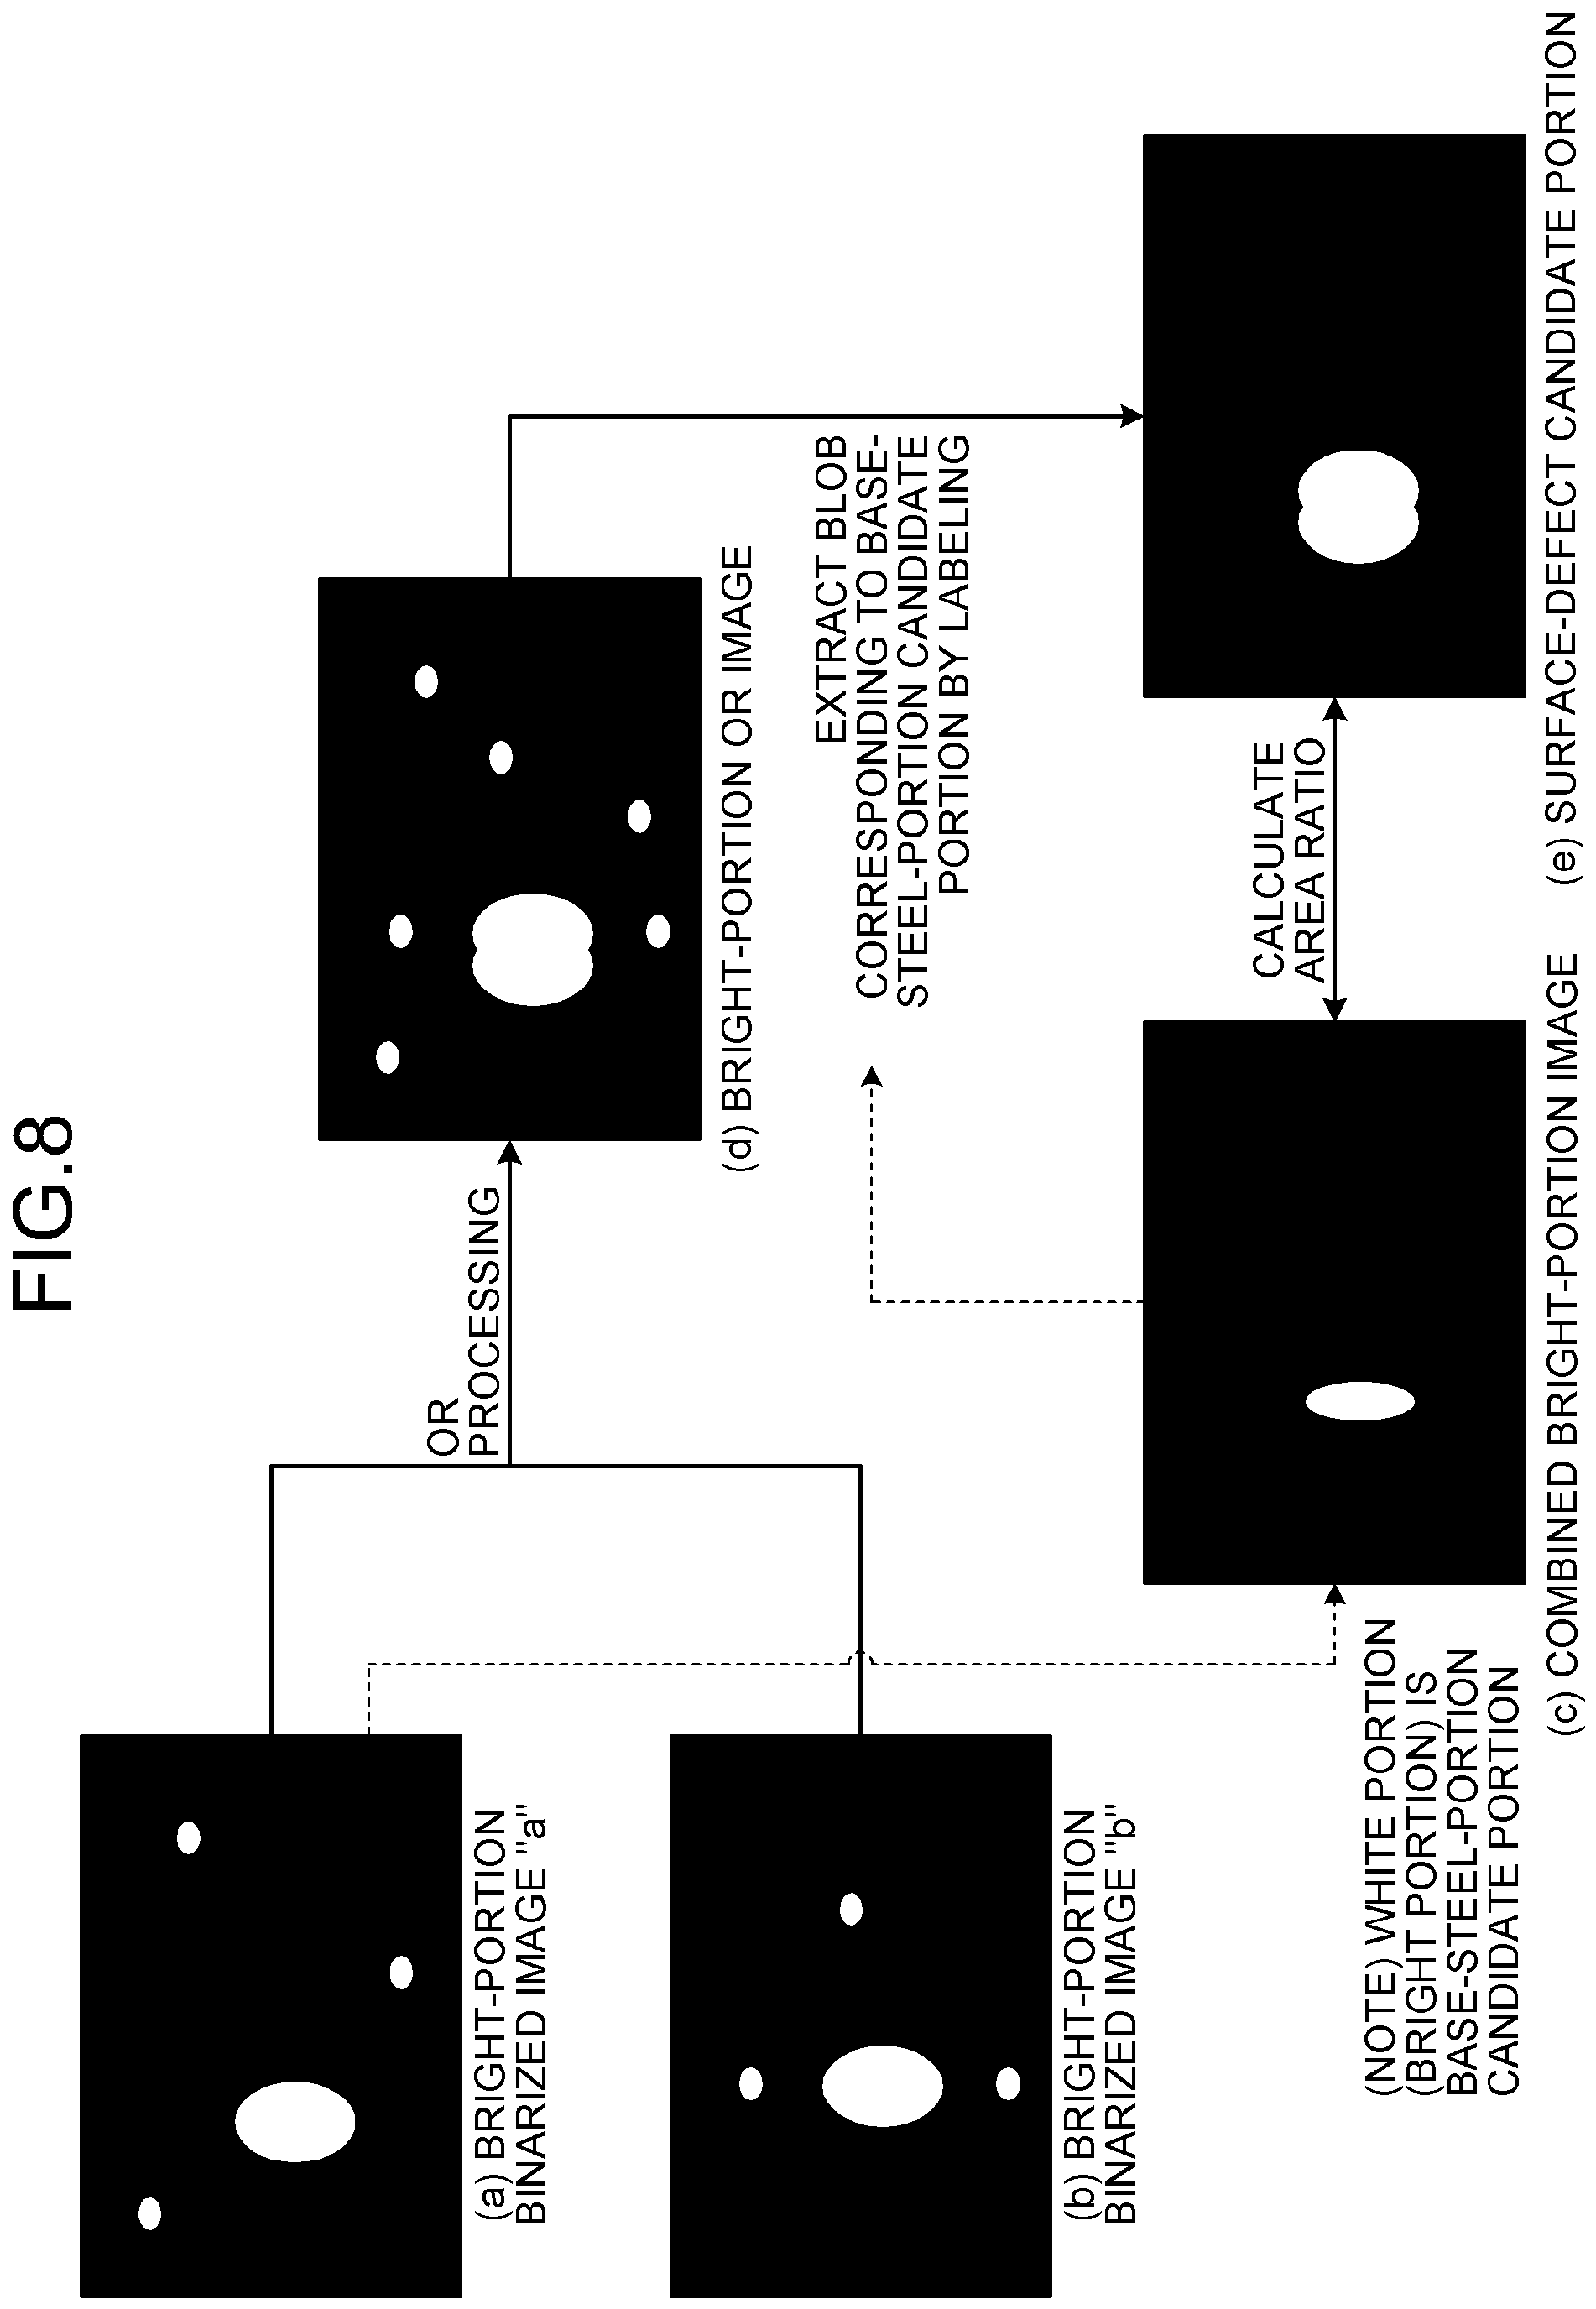 FIG.8
(a) BRIGHT-PORTION
BINARIZED IMAGE "a"
(b) BRIGHT-PORTION
BINARIZED IMAGE "b"
OR
PROCESSING
(d) BRIGHT-PORTION OR IMAGE
EXTRACT BLOB
CORRESPONDING TO BASE-
STEEL-PORTION CANDIDATE
PORTION BY LABELING
(NOTE) WHITE PORTION
(BRIGHT PORTION) IS
BASE-STEEL-PORTION
CANDIDATE PORTION
(c) COMBINED BRIGHT-PORTION IMAGE
CALCULATE
AREA RATIO
(e) SURFACE-DEFECT CANDIDATE PORTION